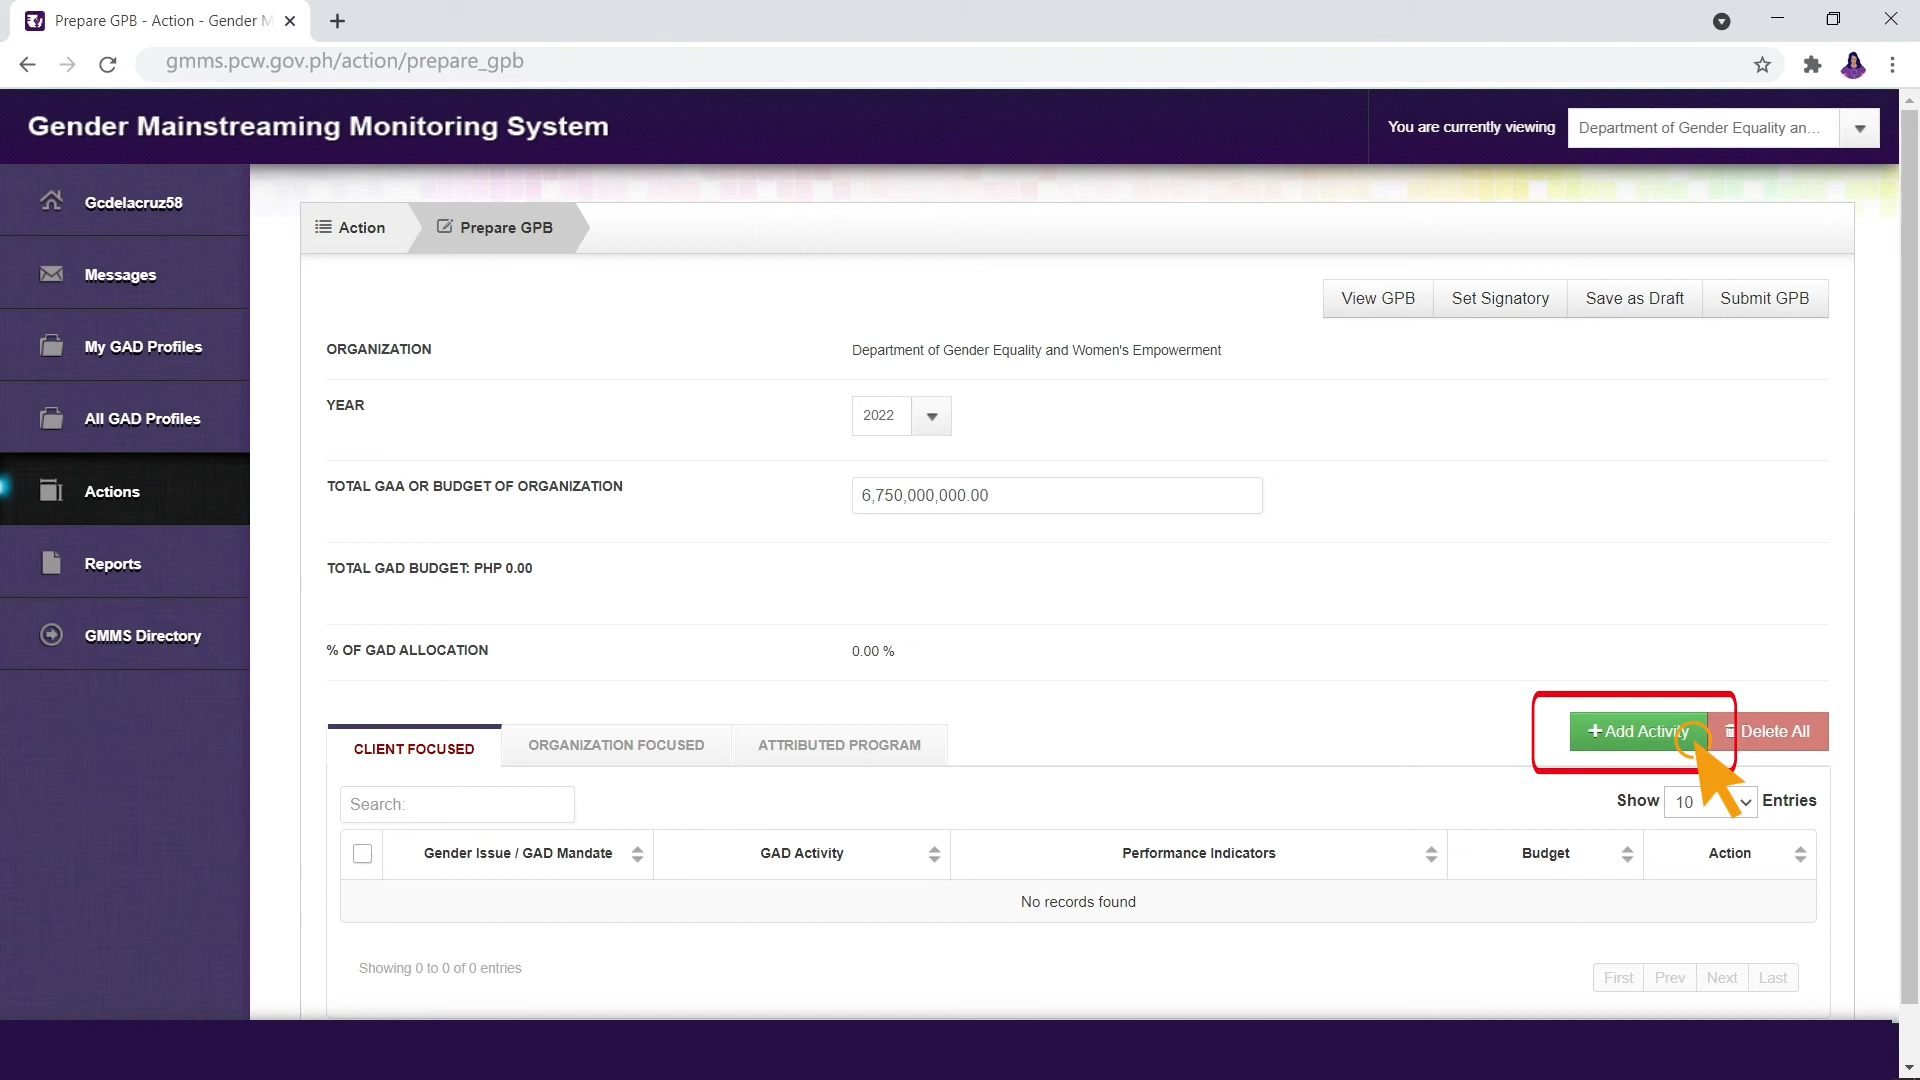 Prepare GPB - Action - Gender M
gmms.pcw.gov.ph/action/prepare_gpb
Gender Mainstreaming Monitoring System
You are currently viewing
Department of Gender Equality an...
Gcdelacruz58
Messages
My GAD Profiles
All GAD Profiles
Actions
Reports
GMMS Directory
Action
Prepare GPB
View GPB
Set Signatory
Save as Draft
Submit GPB
ORGANIZATION
Department of Gender Equality and Women's Empowerment
YEAR
2022
TOTAL GAA OR BUDGET OF ORGANIZATION
6,750,000,000.00
TOTAL GAD BUDGET: PHP 0.00
% OF GAD ALLOCATION
0.00 %
+ Add Activity
Delete All
CLIENT FOCUSED
ORGANIZATION FOCUSED
ATTRIBUTED PROGRAM
Search:
Show 10 Entries
Gender Issue / GAD Mandate
GAD Activity
Performance Indicators
Budget
Action
No records found
Showing 0 to 0 of 0 entries
First
Prev
Next
Last